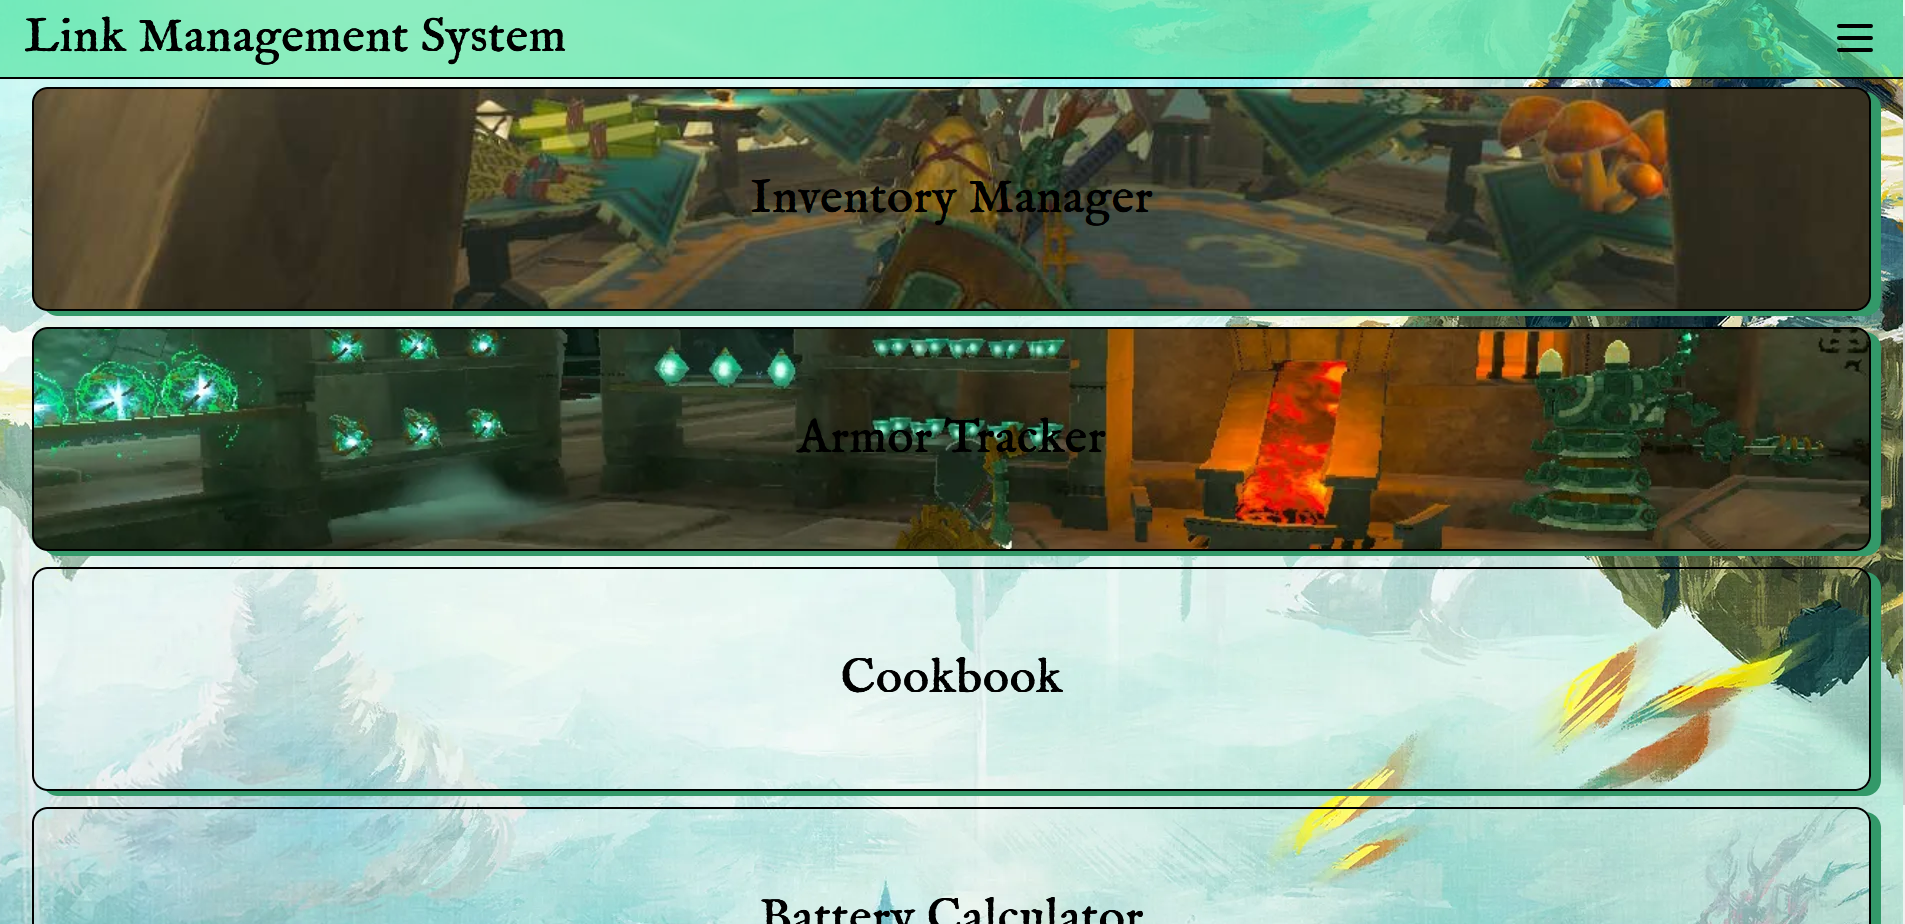 Link Management System
Inventory Manager
Armor Tracker
Cookbook
Battery Calculator